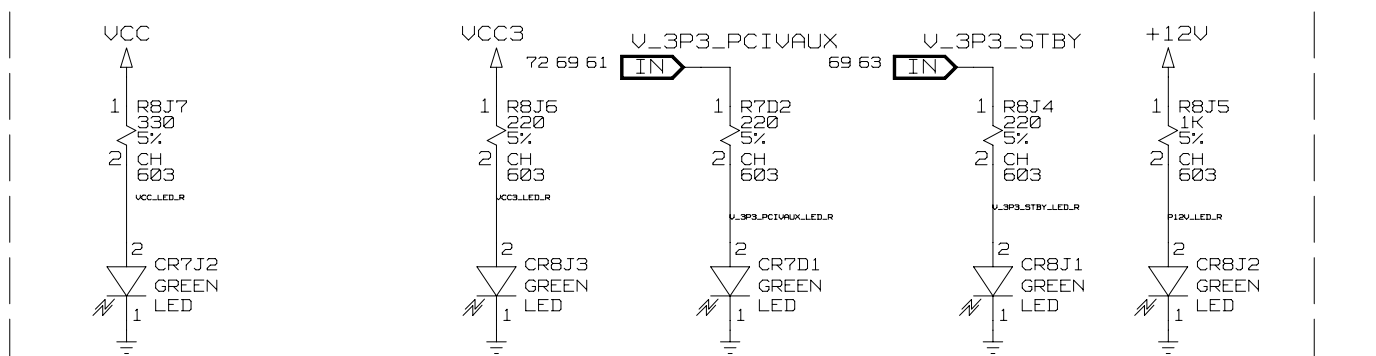 VCC
VCC3
V_3P3_PCIVAUX
V_3P3_STBY
+12V
72 69 61
IN
69 63
IN
1 R8J7
330
5%
2 CH
603
VCC_LED_R
2
CR7J2
GREEN
LED
1
1 R8J6
220
5%
2 CH
603
VCC3_LED_R
2
CR8J3
GREEN
LED
1
1 R7D2
220
5%
2 CH
603
V_3P3_PCIVAUX_LED_R
2
CR7D1
GREEN
LED
1
1 R8J4
220
5%
2 CH
603
V_3P3_STBY_LED_R
2
CR8J1
GREEN
LED
1
1 R8J5
1K
5%
2 CH
603
P12V_LED_R
2
CR8J2
GREEN
LED
1